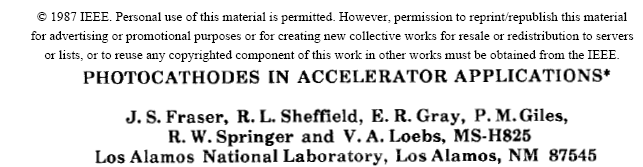 © 1987 IEEE. Personal use of this material is permitted. However, permission to reprint/republish this material
for advertising or promotional purposes or for creating new collective works for resale or redistribution to servers
or lists, or to reuse any copyrighted component of this work in other works must be obtained from the IEEE.
PHOTOCATHODES IN ACCELERATOR APPLICATIONS*
J. S. Fraser, R. L. Sheffield, E. R. Gray, P. M. Giles,
R. W. Springer and V. A. Loebs, MS-H825
Los Alamos National Laboratory, Los Alamos, NM 87545